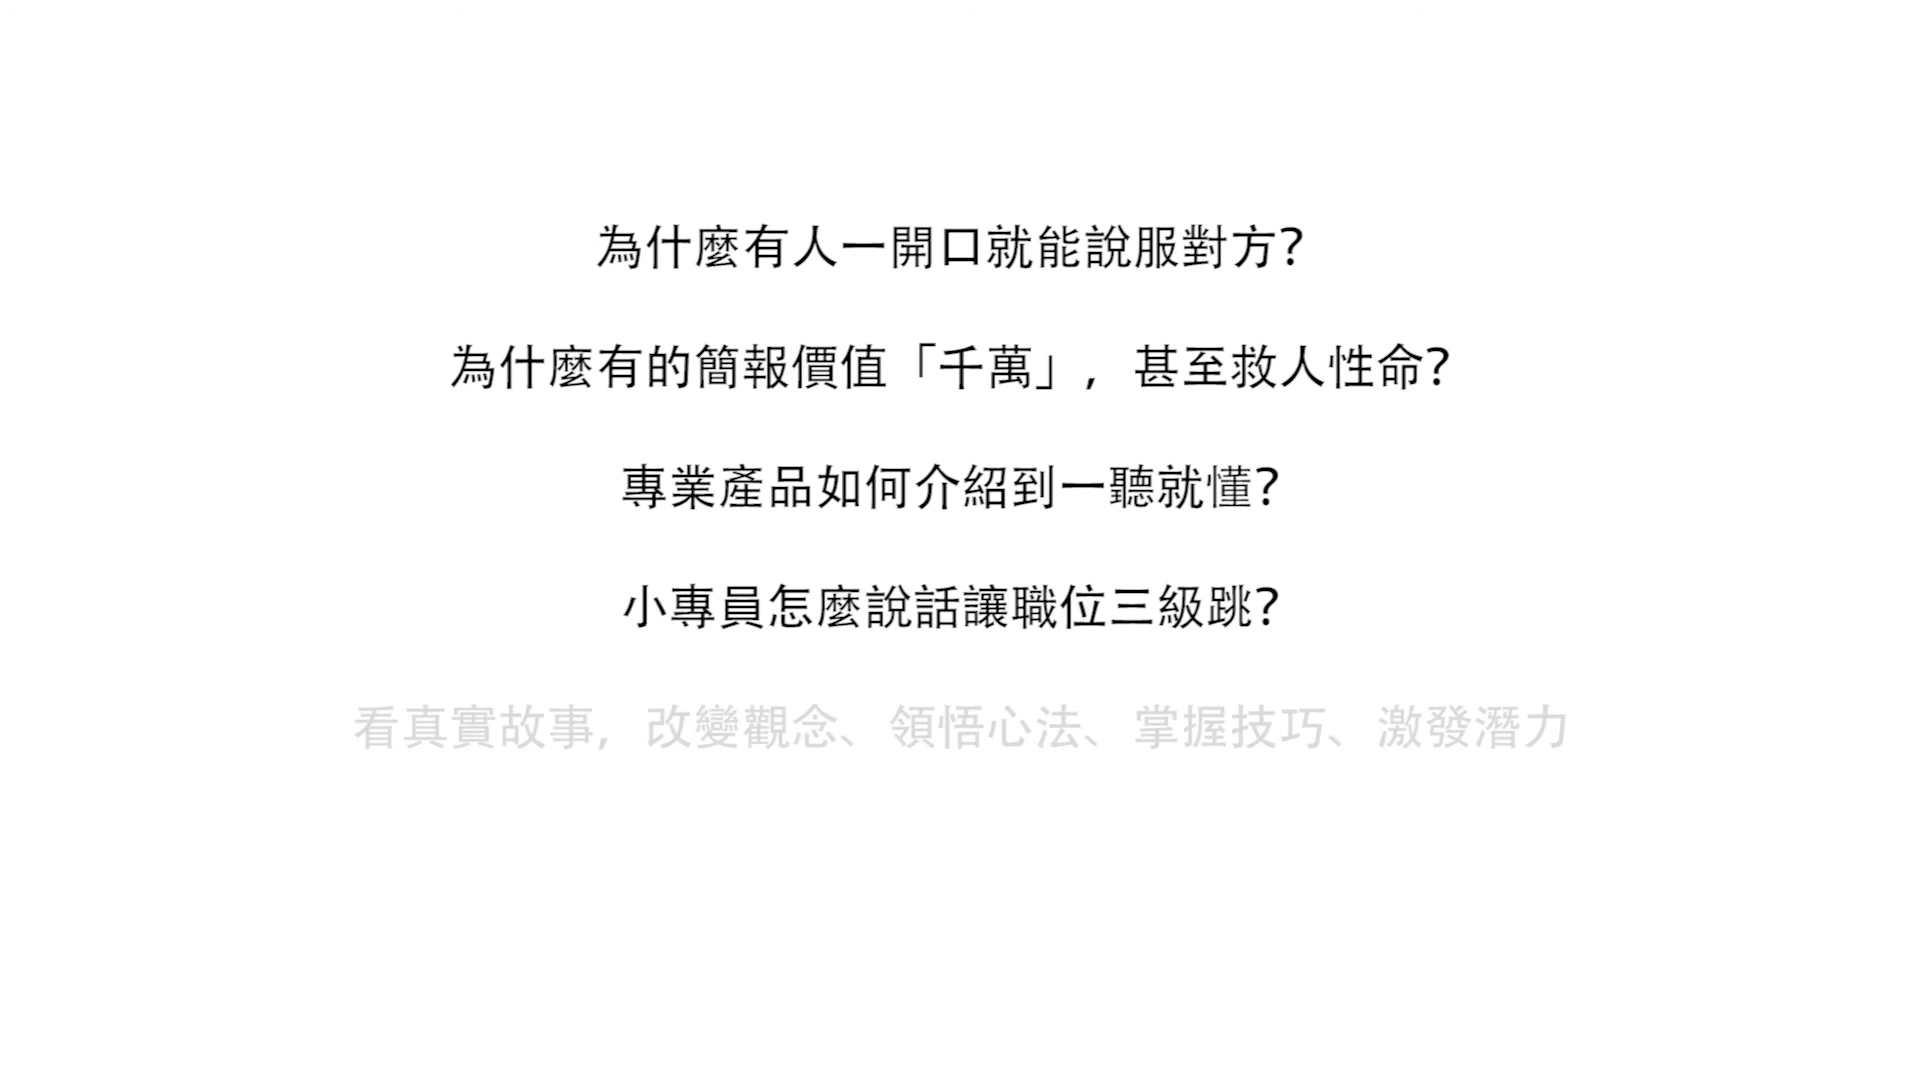 為什麼有人一開口就能說服對方?
為什麼有的簡報價值「千萬」，甚至救人性命?
專業產品如何介紹到一聽就懂?
小專員怎麼說話讓職位三級跳?
看真實故事，改變觀念、領悟心法、掌握技巧、激發潛力